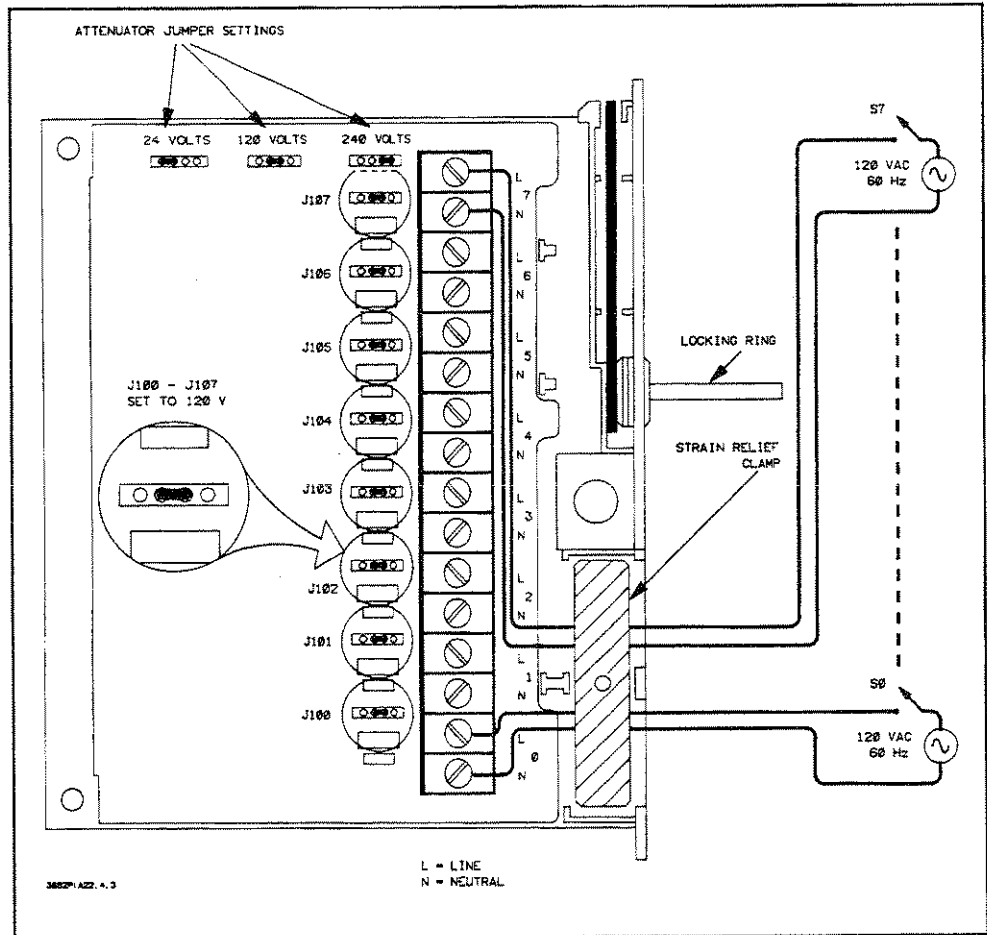 ATTENUATOR JUMPER SETTINGS
24 VOLTS
120 VOLTS
240 VOLTS
S7
120 VAC
60 Hz
L
7
N
J107
L
6
N
J106
L
5
N
J105
LOCKING RING
J100 - J107
SET TO 120 V
L
4
N
J104
STRAIN RELIEF
CLAMP
L
3
N
J103
L
2
N
J102
L
1
N
J101
S0
120 VAC
60 Hz
L
0
N
J100
L = LINE
N = NEUTRAL